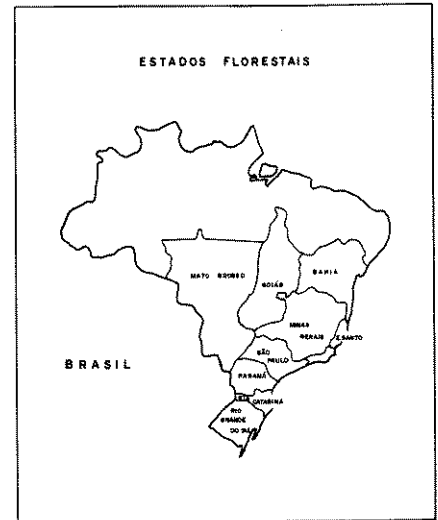 ESTADOS FLORESTAIS
MATO GROSSO
GOIÁS
BAHIA
MINAS
GERAIS
E. SANTO
SÃO
PAULO
PARANÁ
BRASIL
CATARINA
RIO
GRANDE
DO SUL